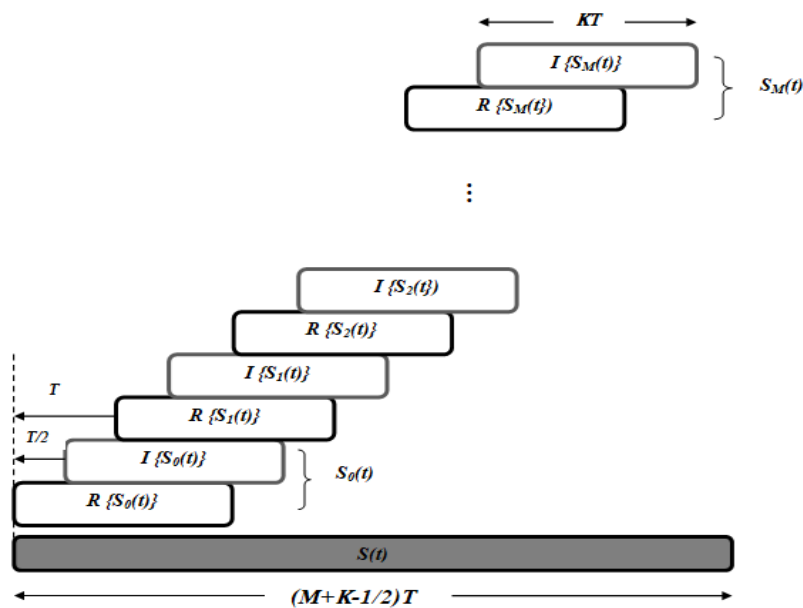 KT
I {S_M(t)}
S_M(t)
R {S_M(t})
⋮
I {S_2(t})
R {S_2(t)}
I {S_1(t)}
T
R {S_1(t)}
T/2
I {S_0(t)}
S_0(t)
R {S_0(t)}
S(t)
(M+K-1/2)T